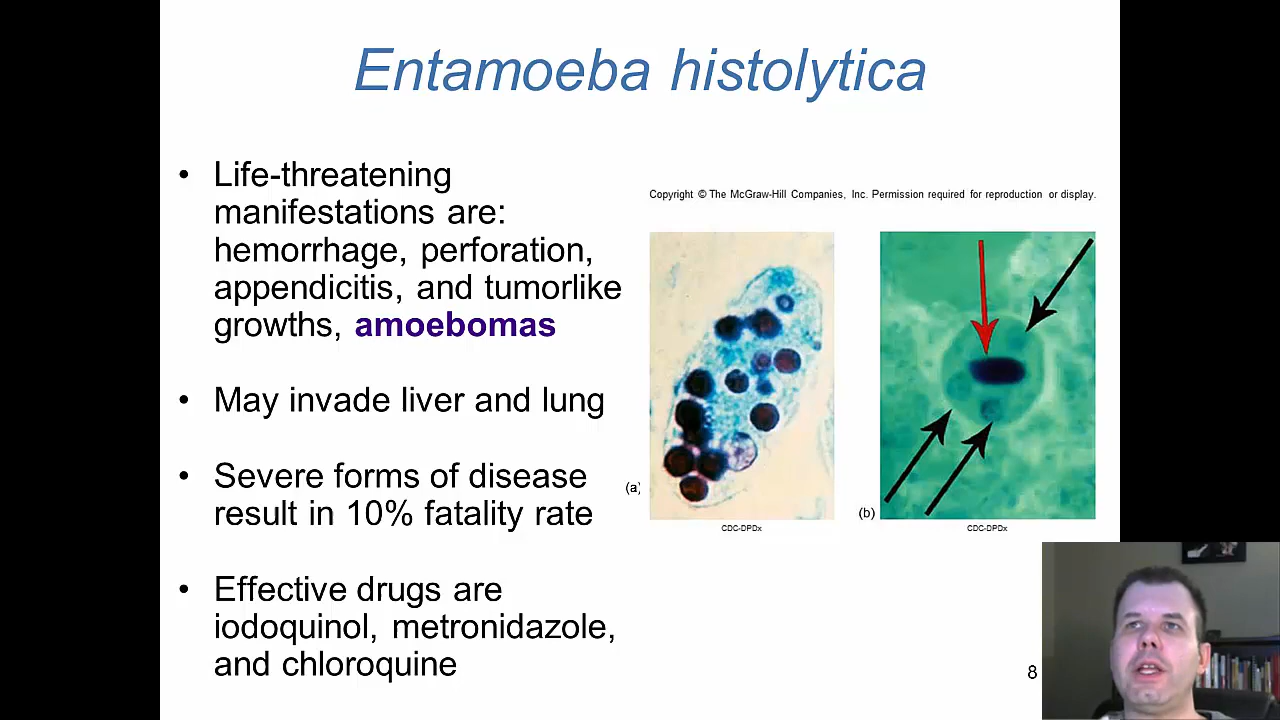 Entamoeba histolytica
• Life-threatening
manifestations are:
hemorrhage, perforation,
appendicitis, and tumorlike
growths, amoebomas
• May invade liver and lung
• Severe forms of disease
result in 10% fatality rate
• Effective drugs are
iodoquinol, metronidazole,
and chloroquine
Copyright © The McGraw-Hill Companies, Inc. Permission required for reproduction or display.
(a)
CDC-DPDx
(b)
CDC-DPDx
8